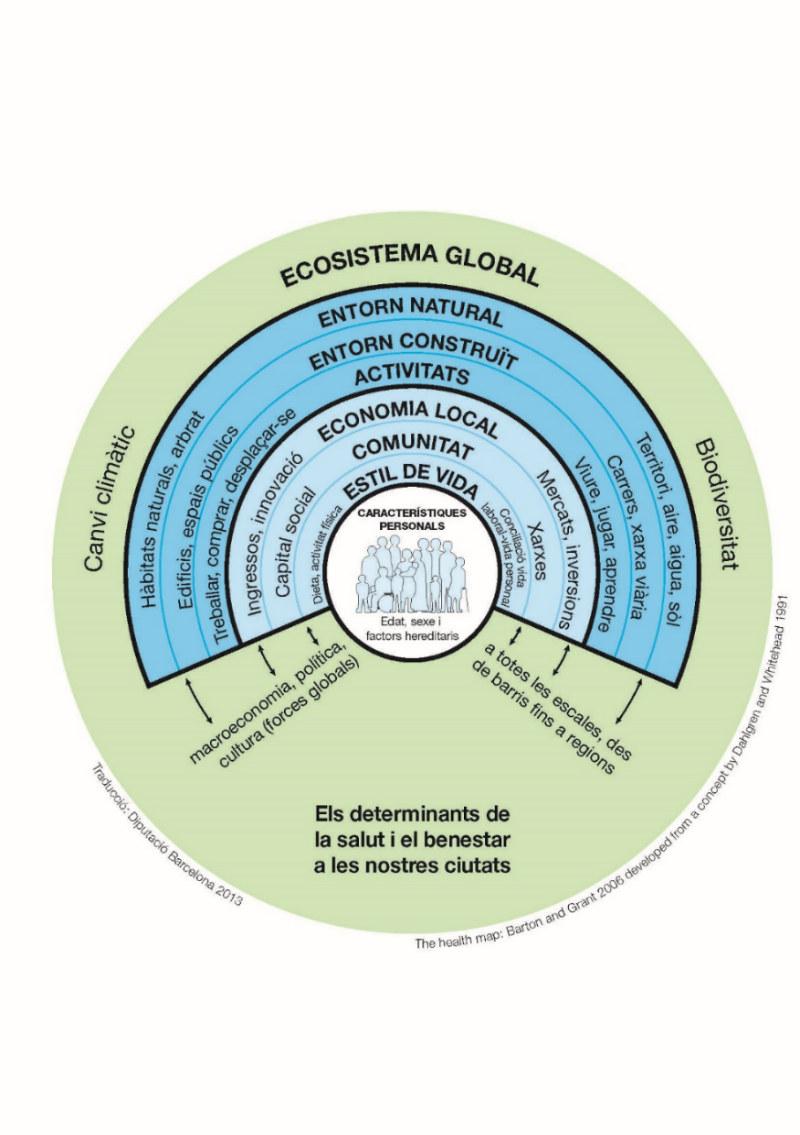 ECOSISTEMA GLOBAL
Canvi climàtic
Biodiversitat
ENTORN NATURAL
Hàbitats naturals, arbrat
Territori, aire, aigua, sòl
ENTORN CONSTRUÏT
Edificis, espais públics
Carrers, xarxa viària
ACTIVITATS
Treballar, comprar, desplaçar-se
Viure, jugar, aprendre
ECONOMIA LOCAL
Ingressos, innovació
Mercats, inversions
COMUNITAT
Capital social
Xarxes
ESTIL DE VIDA
Dieta, activitat física
Conciliació vida
laboral-vida personal
CARACTERÍSTIQUES
PERSONALS
Edat, sexe i
factors hereditaris
macroeconomia, política,
cultura (forces globals)
a totes les escales, des
de barris fins a regions
Els determinants de
la salut i el benestar
a les nostres ciutats
Traducció: Diputació Barcelona 2013
The health map: Barton and Grant 2006 developed from a concept by Dahlgren and Whitehead 1991